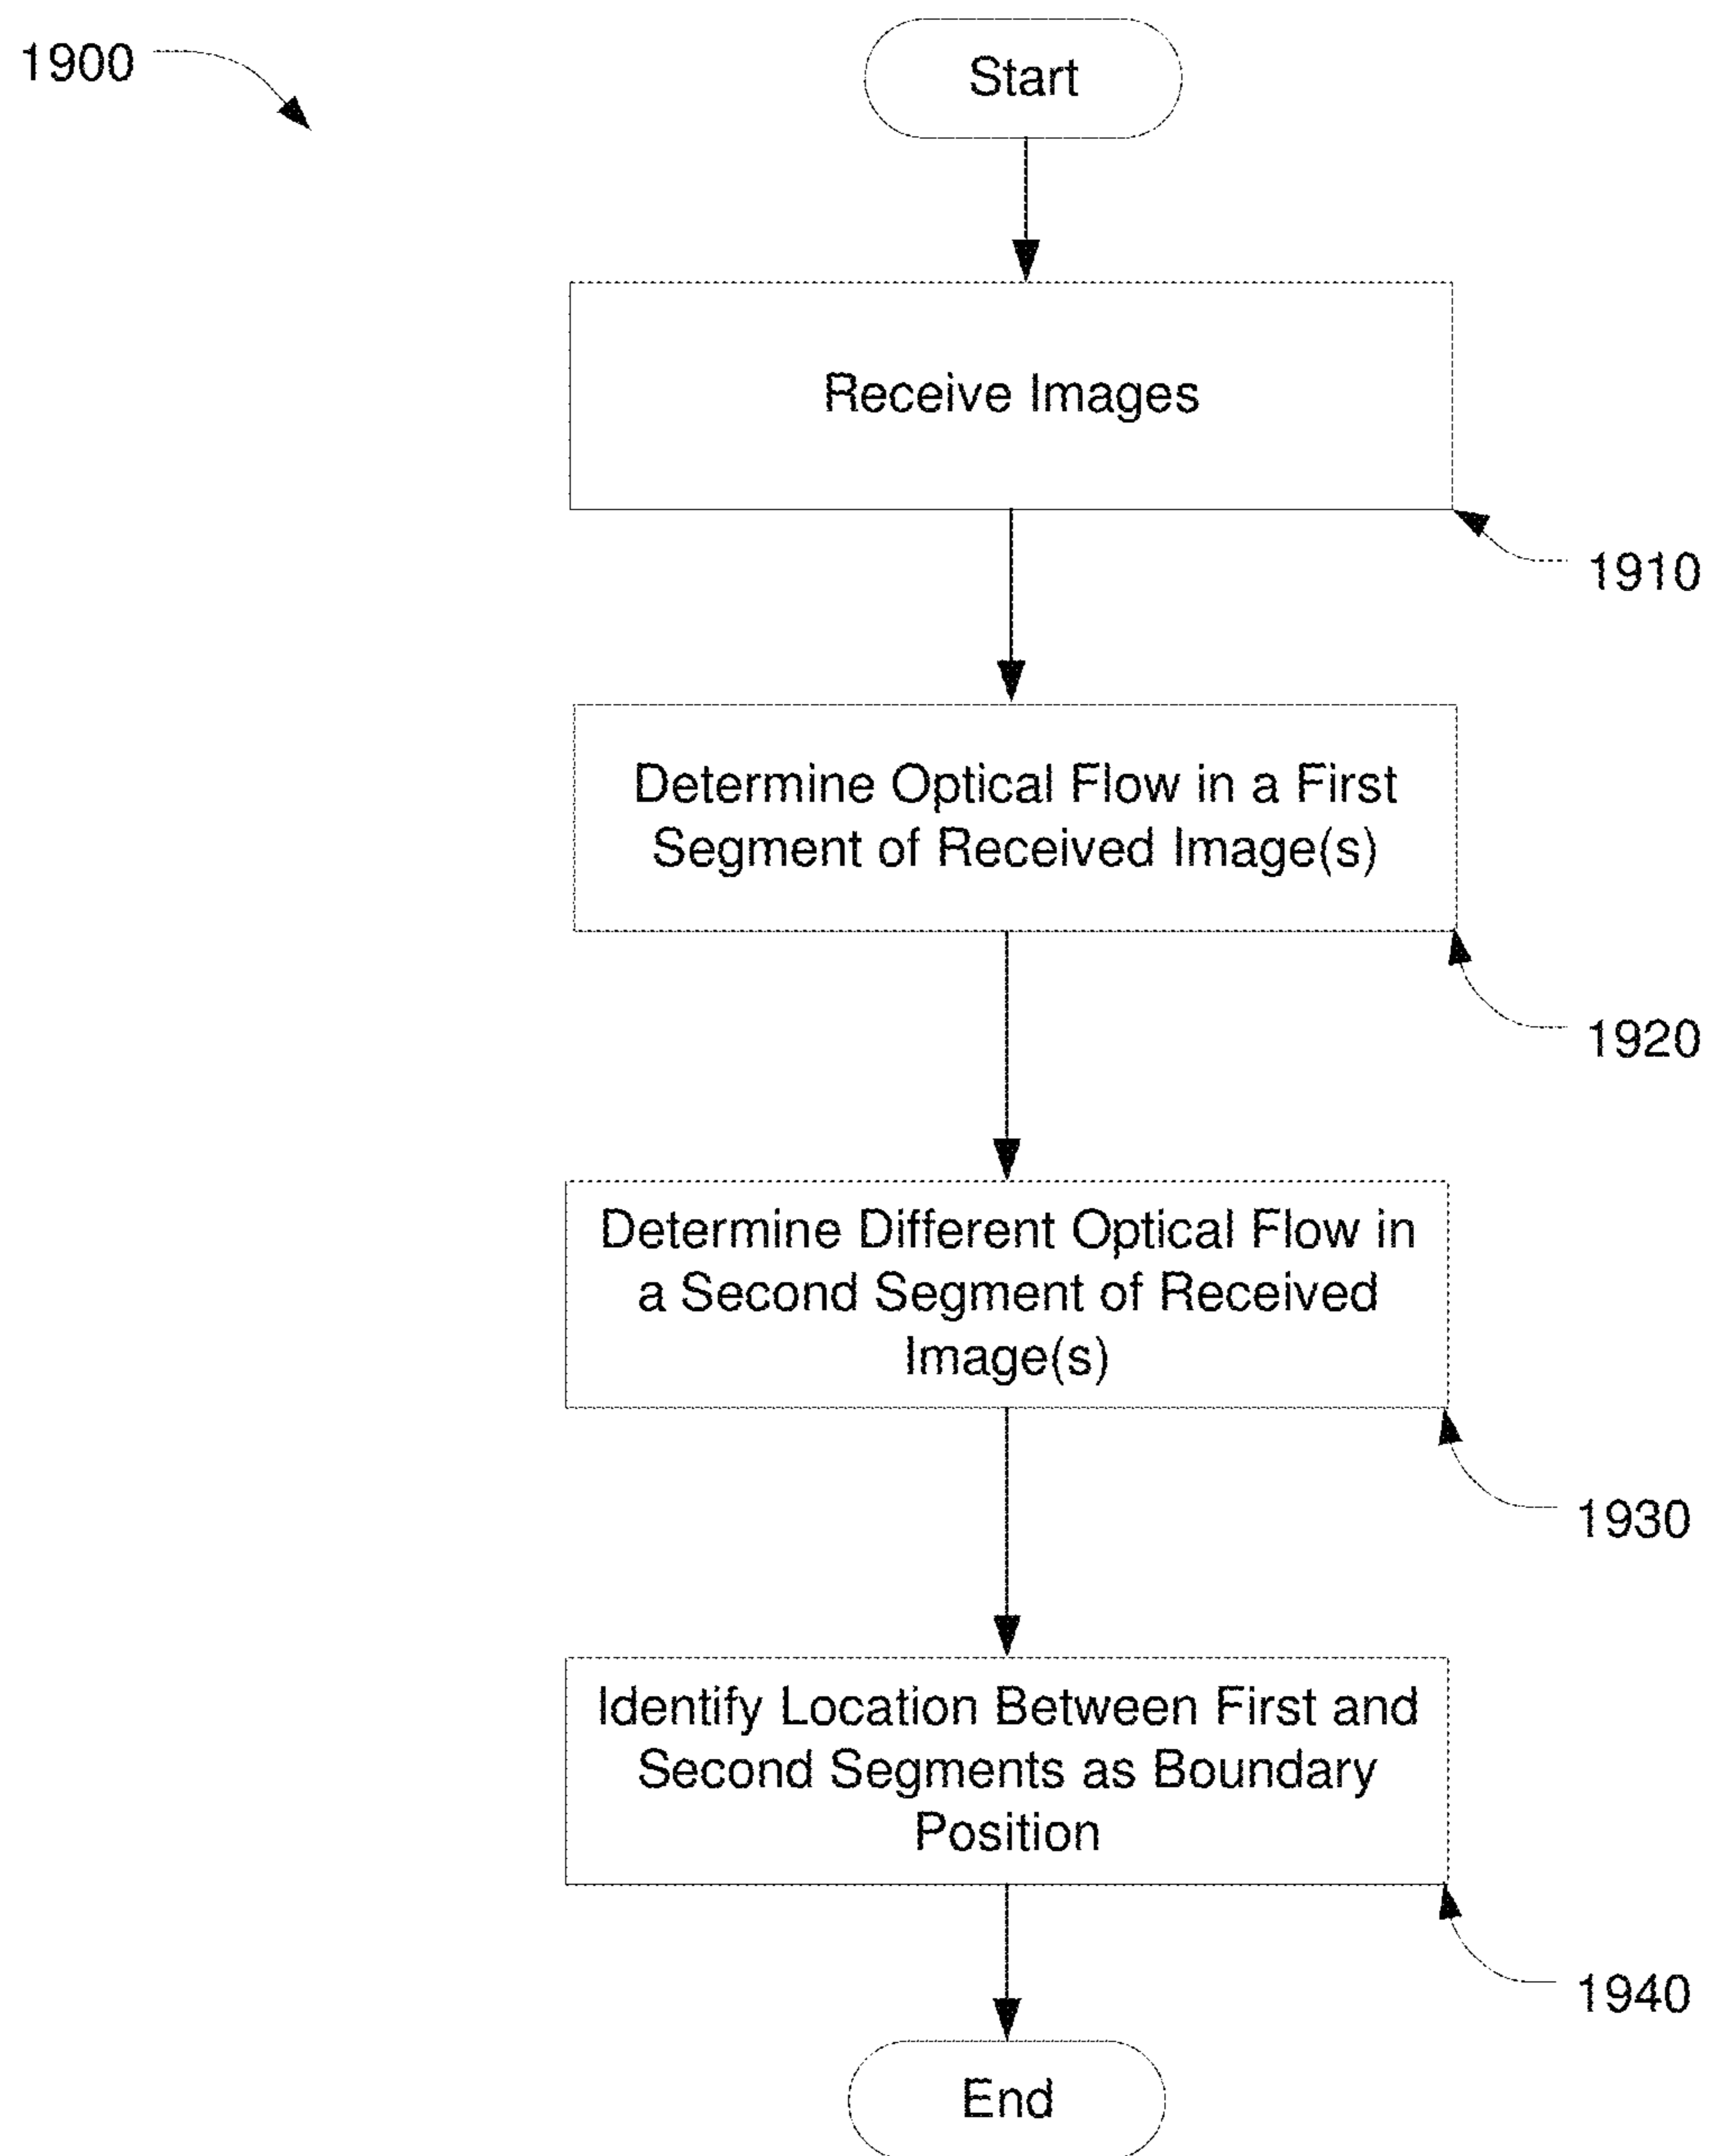 1900
Start
Receive Images
1910
Determine Optical Flow in a First
Segment of Received Image(s)
1920
Determine Different Optical Flow in
a Second Segment of Received
Image(s)
1930
Identify Location Between First and
Second Segments as Boundary
Position
1940
End